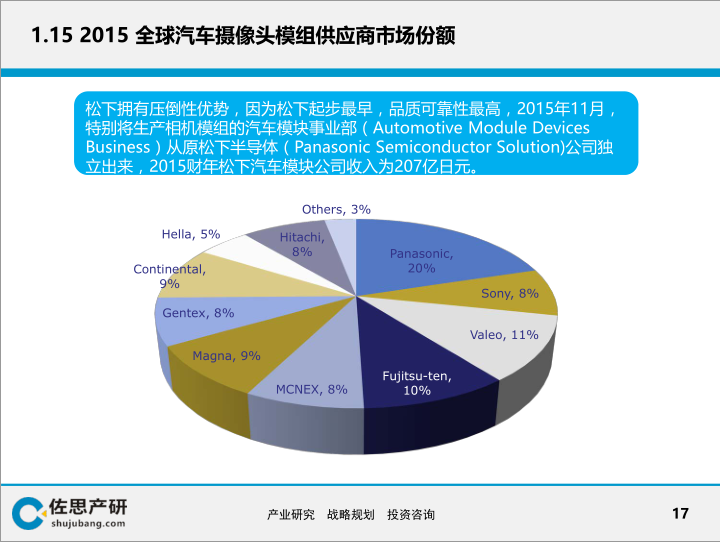 1.15 2015 全球汽车摄像头模组供应商市场份额
松下拥有压倒性优势，因为松下起步最早，品质可靠性最高，2015年11月，
特别将生产相机模组的汽车模块事业部（Automotive Module Devices
Business）从原松下半导体（Panasonic Semiconductor Solution)公司独
立出来，2015财年松下汽车模块公司收入为207亿日元。
Others, 3%
Hella, 5%
Hitachi,
8%
Panasonic,
20%
Continental,
9%
Sony, 8%
Gentex, 8%
Valeo, 11%
Magna, 9%
Fujitsu-ten,
10%
MCNEX, 8%
佐思产研
shujubang.com
产业研究 战略规划 投资咨询
17